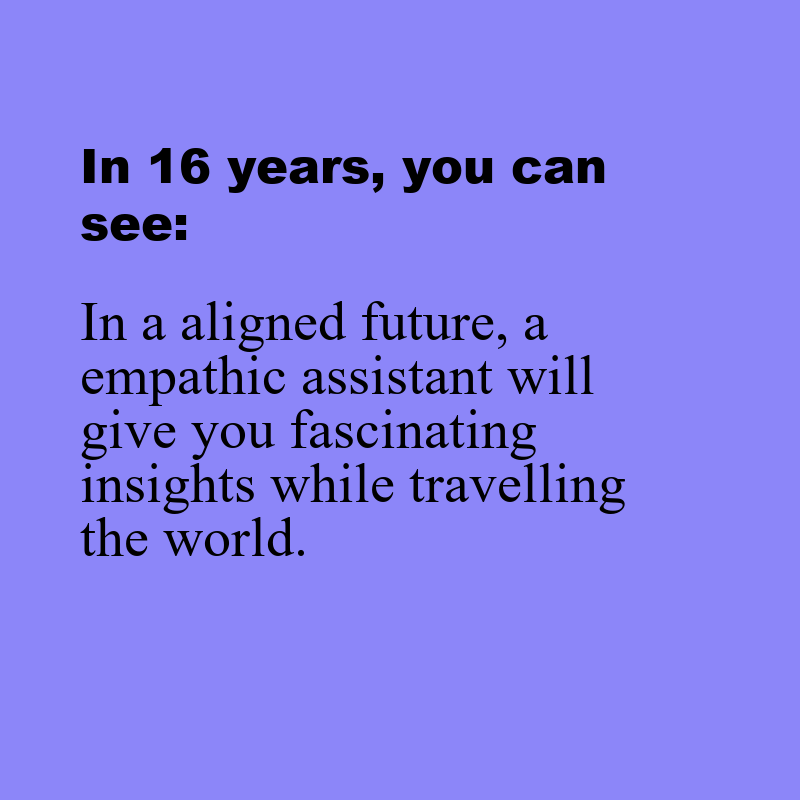 In 16 years, you can
see:
In a aligned future, a
empathic assistant will
give you fascinating
insights while travelling
the world.